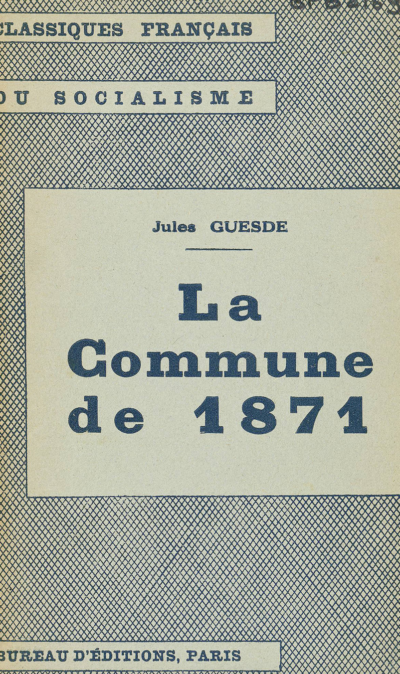 CLASSIQUES FRANÇAIS
DU SOCIALISME
Jules GUESDE
La
Commune
de 1871
BUREAU D'ÉDITIONS, PARIS